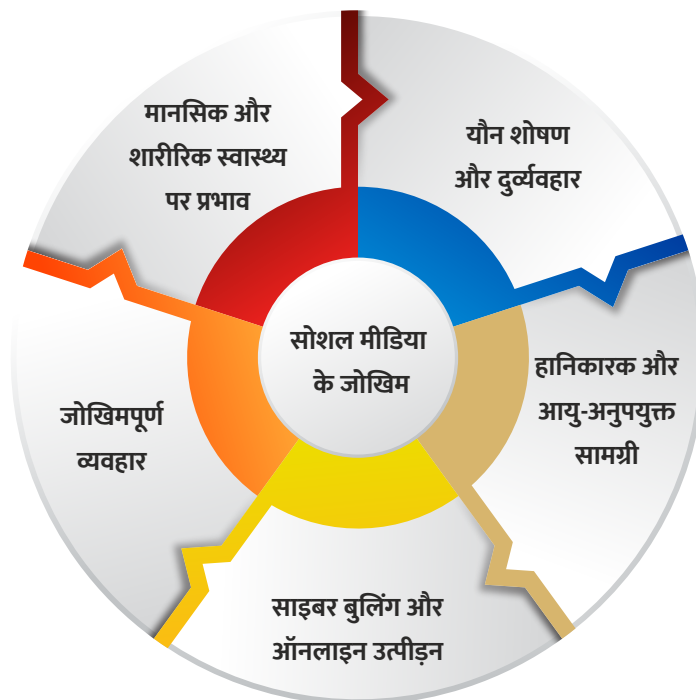 मानसिक और
शारीरिक स्वास्थ्य
पर प्रभाव
यौन शोषण
और दुर्व्यवहार
सोशल मीडिया
के जोखिम
हानिकारक और
आयु-अनुपयुक्त
सामग्री
जोखिमपूर्ण
व्यवहार
साइबर बुलिंग और
ऑनलाइन उत्पीड़न